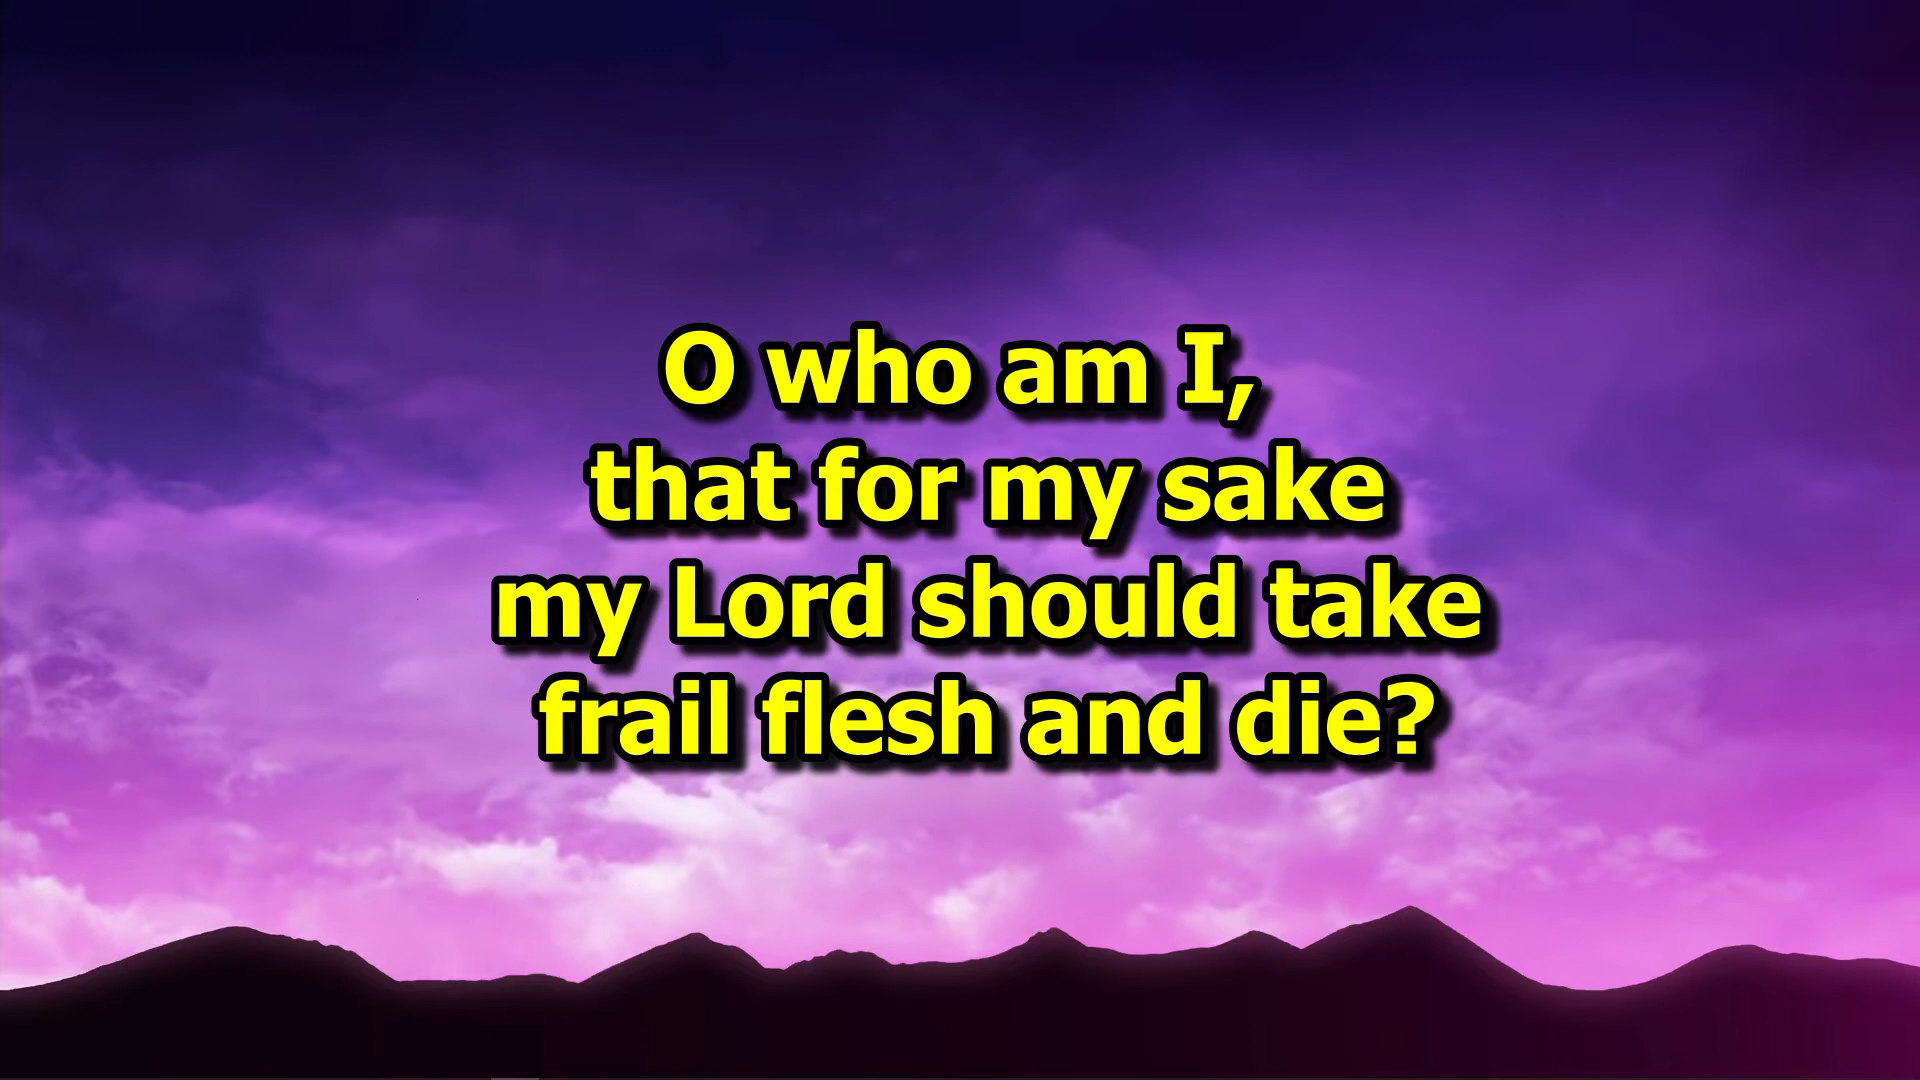 O who am I,
that for my sake
my Lord should take
frail flesh and die?